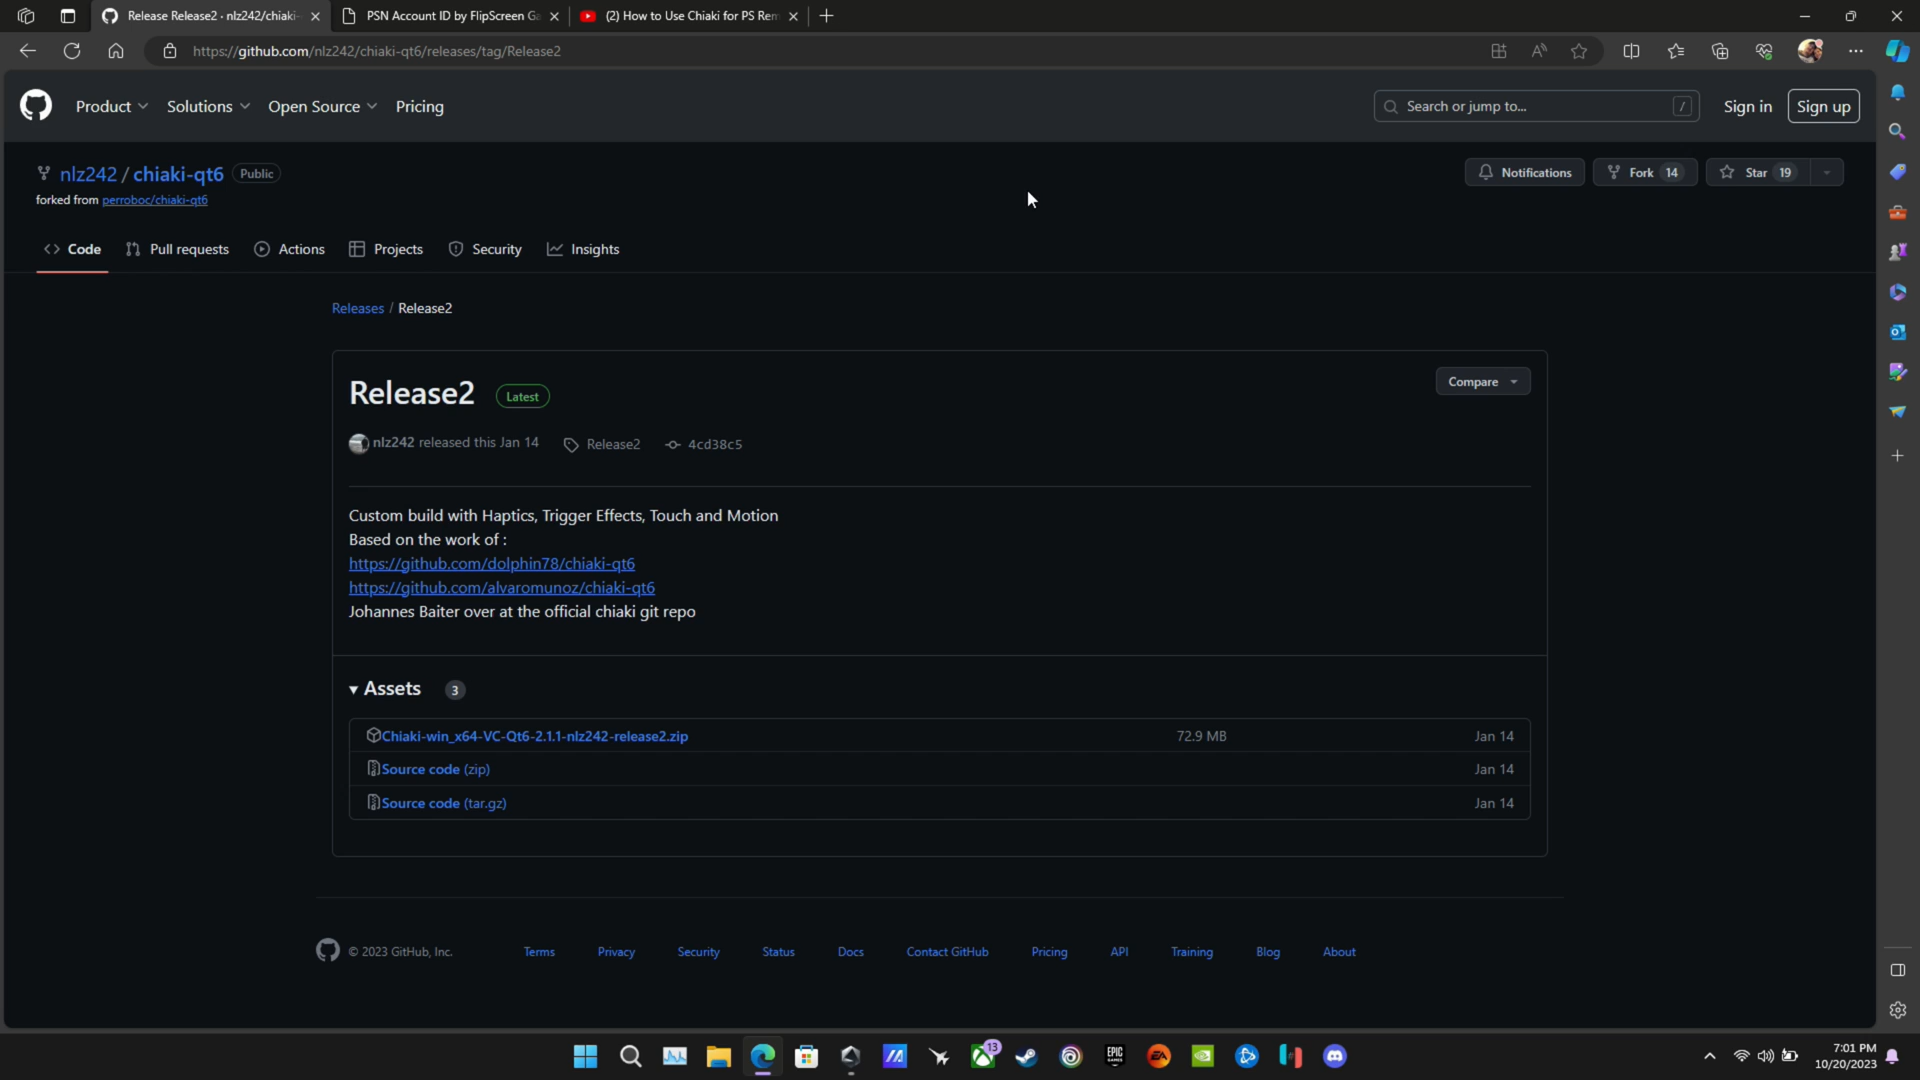 Release Release2 · nlz242/chiaki-
PSN Account ID by FlipScreen Ga
(2) How to Use Chiaki for PS Rem
https://github.com/nlz242/chiaki-qt6/releases/tag/Release2
Product
Solutions
Open Source
Pricing
Search or jump to...
/
Sign in
Sign up
nlz242 / chiaki-qt6
Public
Notifications
Fork 14
Star 19
forked from perroboc/chiaki-qt6
Code
Pull requests
Actions
Projects
Security
Insights
Releases / Release2
Release2
Latest
Compare
nlz242 released this Jan 14
Release2
4cd38c5
Custom build with Haptics, Trigger Effects, Touch and Motion
Based on the work of :
https://github.com/dolphin78/chiaki-qt6
https://github.com/alvaromunoz/chiaki-qt6
Johannes Baiter over at the official chiaki git repo
Assets 3
Chiaki-win_x64-VC-Qt6-2.1.1-nlz242-release2.zip
72.9 MB
Jan 14
Source code (zip)
Jan 14
Source code (tar.gz)
Jan 14
© 2023 GitHub, Inc.
Terms
Privacy
Security
Status
Docs
Contact GitHub
Pricing
API
Training
Blog
About
13
EPIC GAMES
EA
7:01 PM
10/20/2023